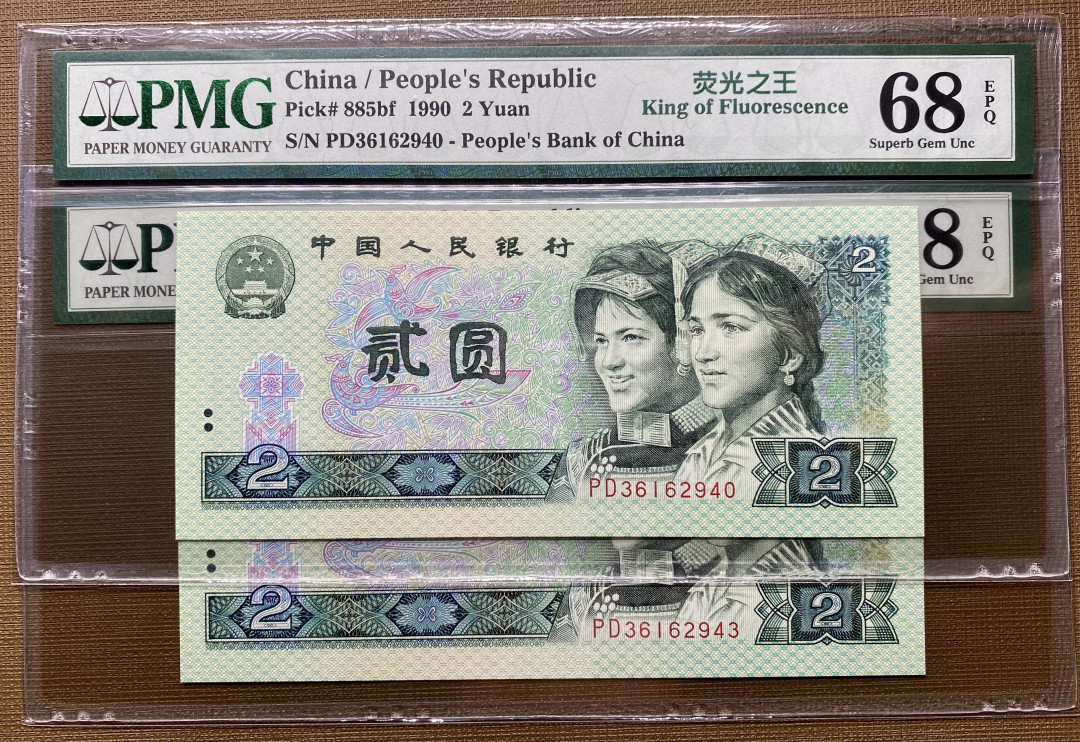 PMG
PAPER MONEY GUARANTY
China / People's Republic
Pick# 885bf 1990 2 Yuan
S/N PD36162940 - People's Bank of China
荧光之王
King of Fluorescence
68
EPQ
Superb Gem Unc
PAPER
8
EPQ
Gem Unc
中国人民银行
贰圆
2
2
PD36162940
2
2
PD36162943
2